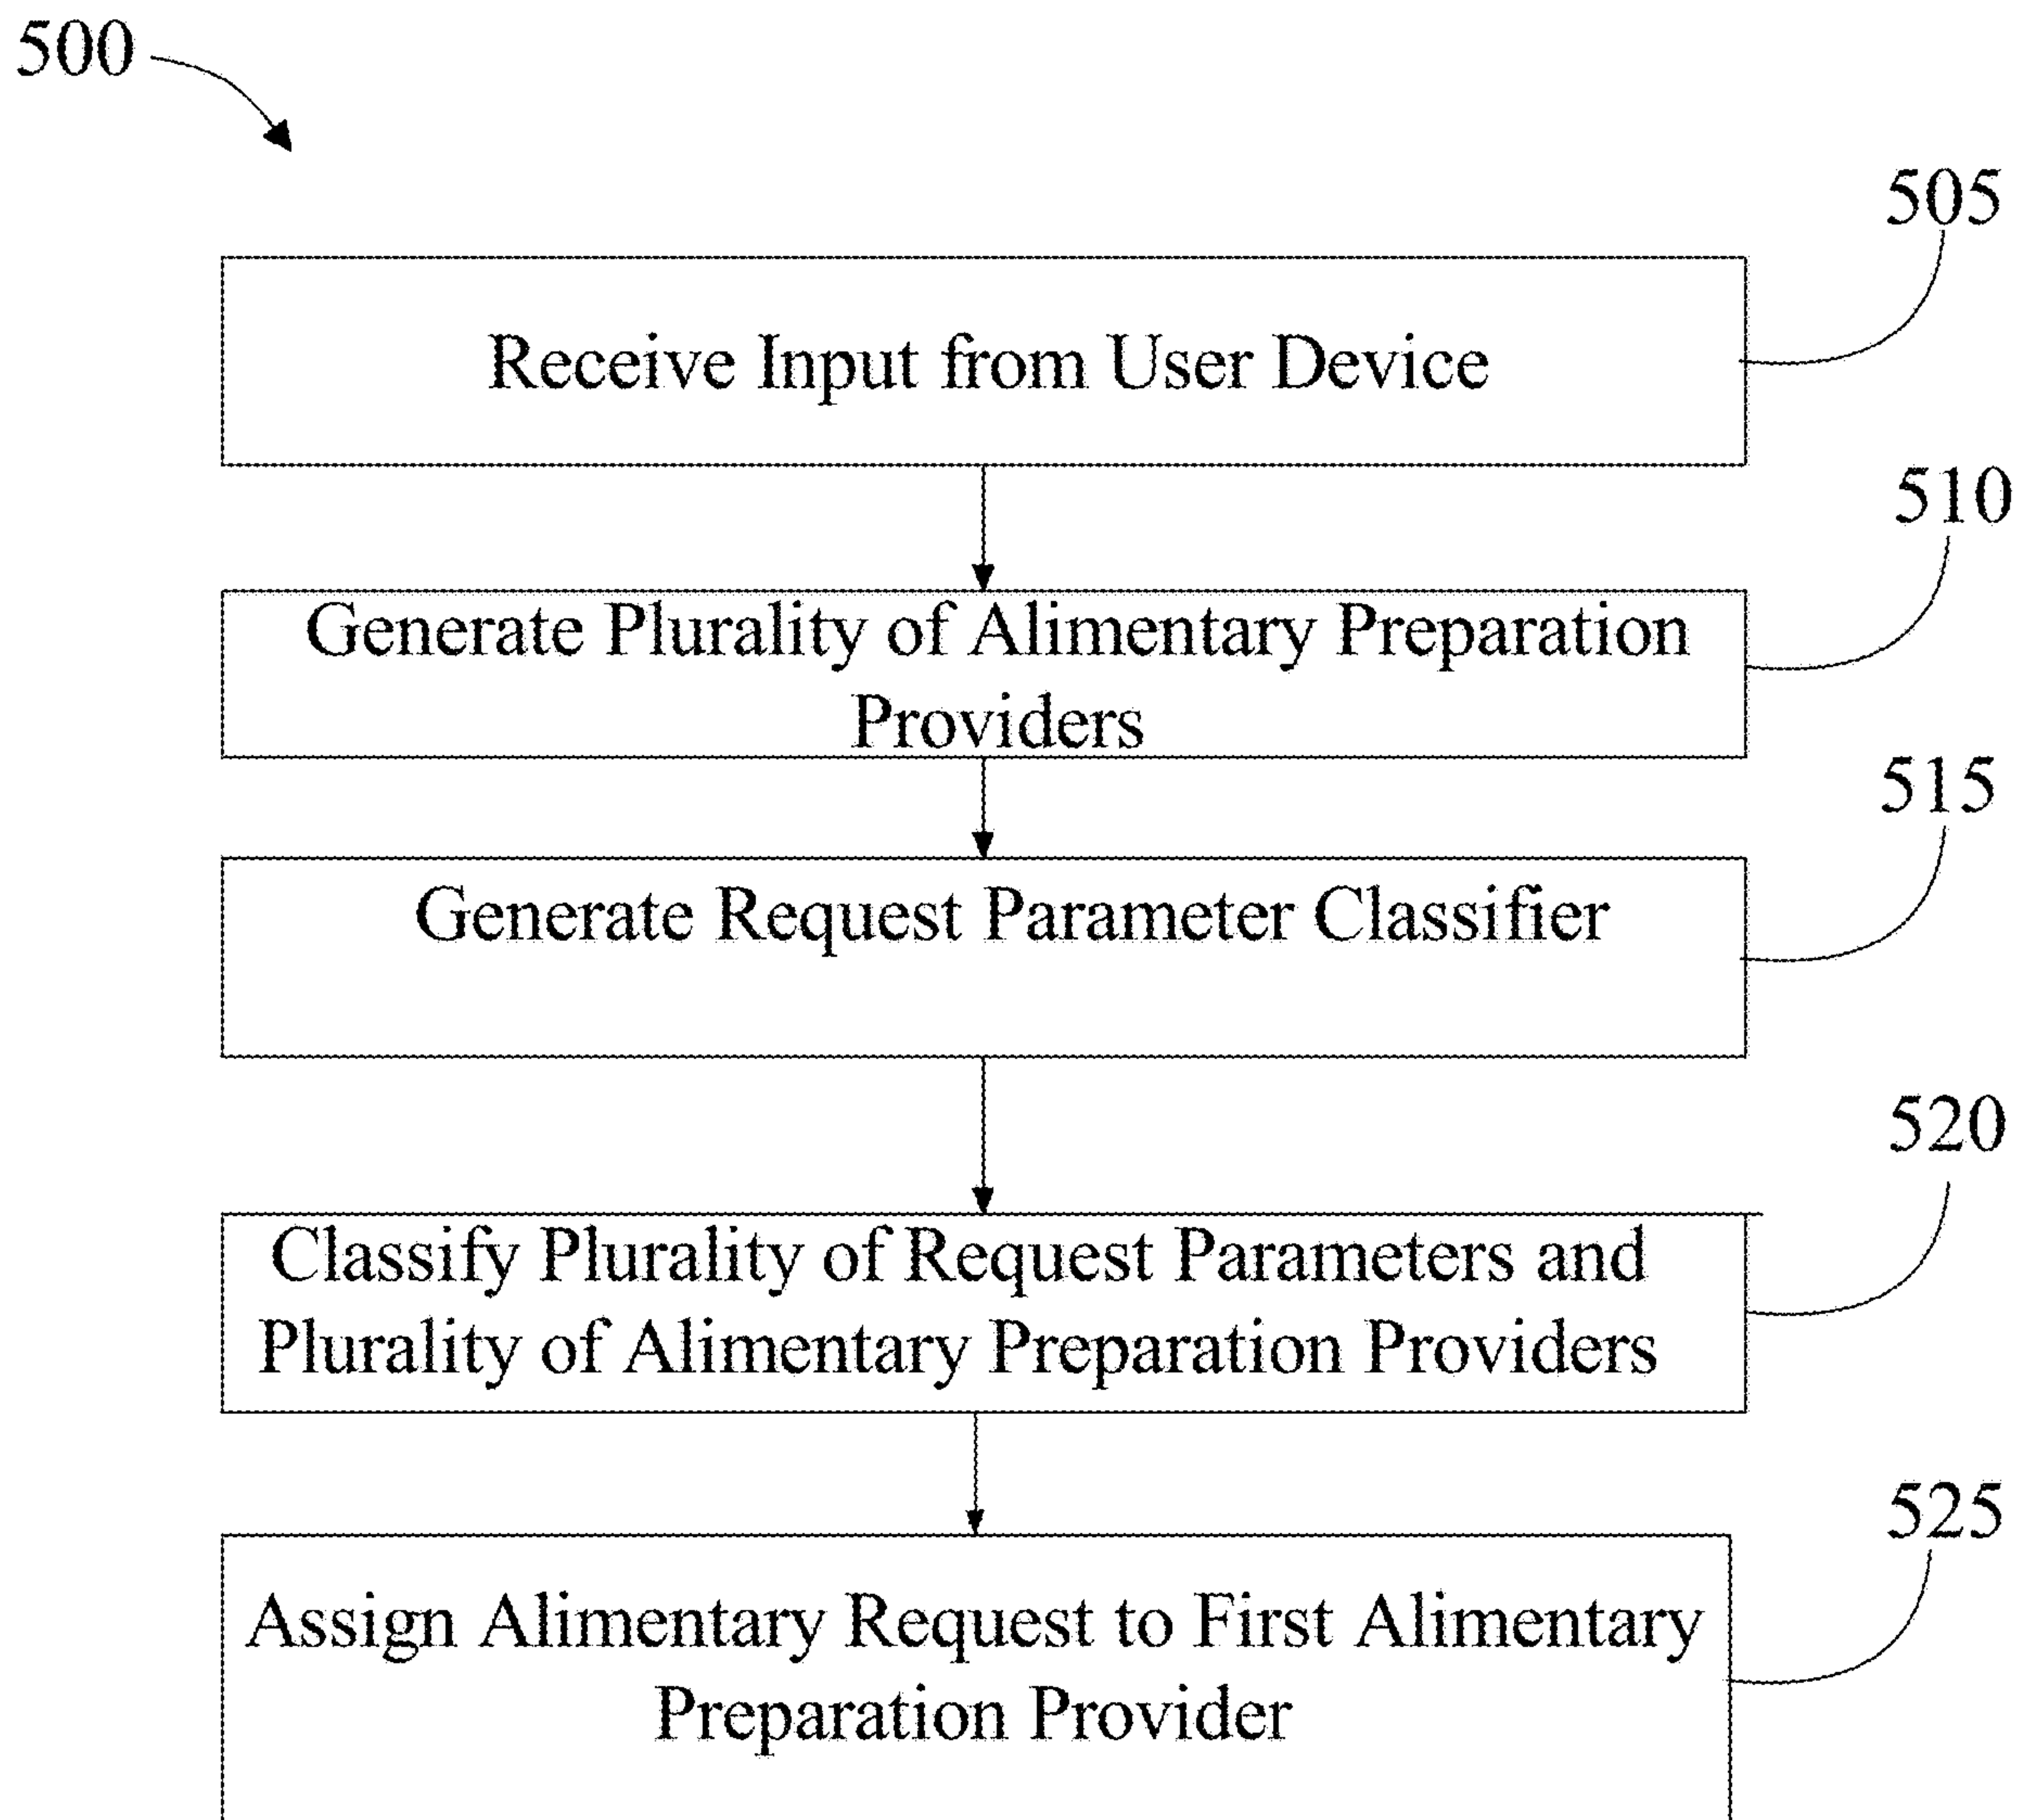 500
505
Receive Input from User Device
510
Generate Plurality of Alimentary Preparation
Providers
515
Generate Request Parameter Classifier
520
Classify Plurality of Request Parameters and
Plurality of Alimentary Preparation Providers
525
Assign Alimentary Request to First Alimentary
Preparation Provider